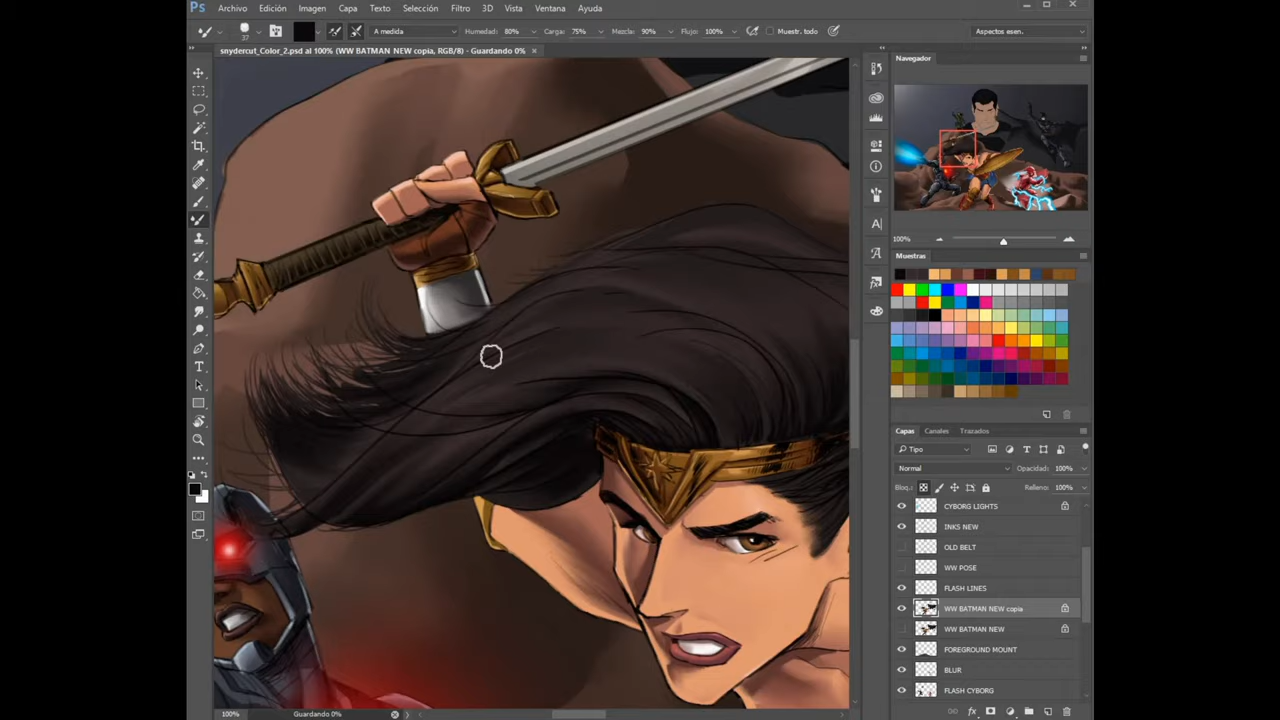 Ps Archivo Edición Imagen Capa Texto Selección Filtro 3D Vista Ventana Ayuda
37 A medida Humedad: 80% Carga: 75% Mezcla: 90% Flujo: 100% Muestr. todo Aspectos esen.
snydercut_Color_2.psd al 100% (WW BATMAN NEW copia, RGB/8) - Guardando 0% ×
Navegador
100%
Muestras
Capas Canales Trazados
Tipo
Normal Opacidad: 100%
Bloq.: Relleno: 100%
CYBORG LIGHTS
INKS NEW
OLD BELT
WW POSE
FLASH LINES
WW BATMAN NEW copia
WW BATMAN NEW
FOREGROUND MOUNT
BLUR
FLASH CYBORG
100% Guardando 0%